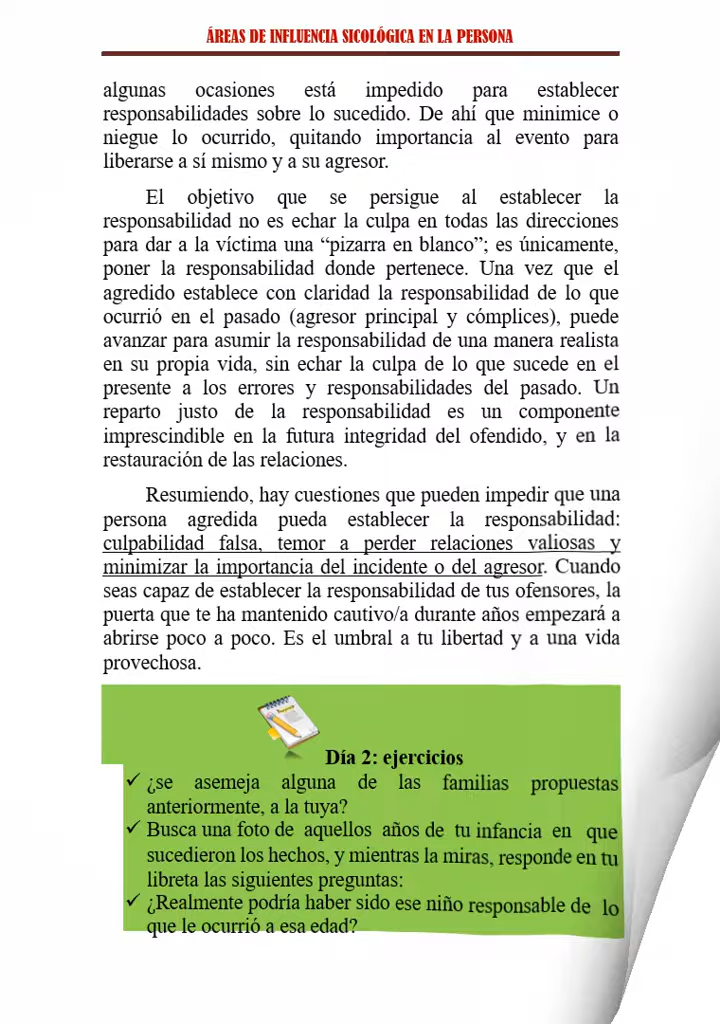 ÁREAS DE INFLUENCIA SICOLÓGICA EN LA PERSONA
algunas ocasiones está impedido para establecer
responsabilidades sobre lo sucedido. De ahí que minimice o
niegue lo ocurrido, quitando importancia al evento para
liberarse a sí mismo y a su agresor.
El objetivo que se persigue al establecer la
responsabilidad no es echar la culpa en todas las direcciones
para dar a la víctima una “pizarra en blanco”; es únicamente,
poner la responsabilidad donde pertenece. Una vez que el
agredido establece con claridad la responsabilidad de lo que
ocurrió en el pasado (agresor principal y cómplices), puede
avanzar para asumir la responsabilidad de una manera realista
en su propia vida, sin echar la culpa de lo que sucede en el
presente a los errores y responsabilidades del pasado. Un
reparto justo de la responsabilidad es un componente
imprescindible en la futura integridad del ofendido, y en la
restauración de las relaciones.
Resumiendo, hay cuestiones que pueden impedir que una
persona agredida pueda establecer la responsabilidad:
culpabilidad falsa, temor a perder relaciones valiosas y
minimizar la importancia del incidente o del agresor. Cuando
seas capaz de establecer la responsabilidad de tus ofensores, la
puerta que te ha mantenido cautivo/a durante años empezará a
abrirse poco a poco. Es el umbral a tu libertad y a una vida
provechosa.
Día 2: ejercicios
✓ ¿se asemeja alguna de las familias propuestas
anteriormente, a la tuya?
✓ Busca una foto de aquellos años de tu infancia en que
sucedieron los hechos, y mientras la miras, responde en tu
libreta las siguientes preguntas:
✓ ¿Realmente podría haber sido ese niño responsable de lo
que le ocurrió a esa edad?